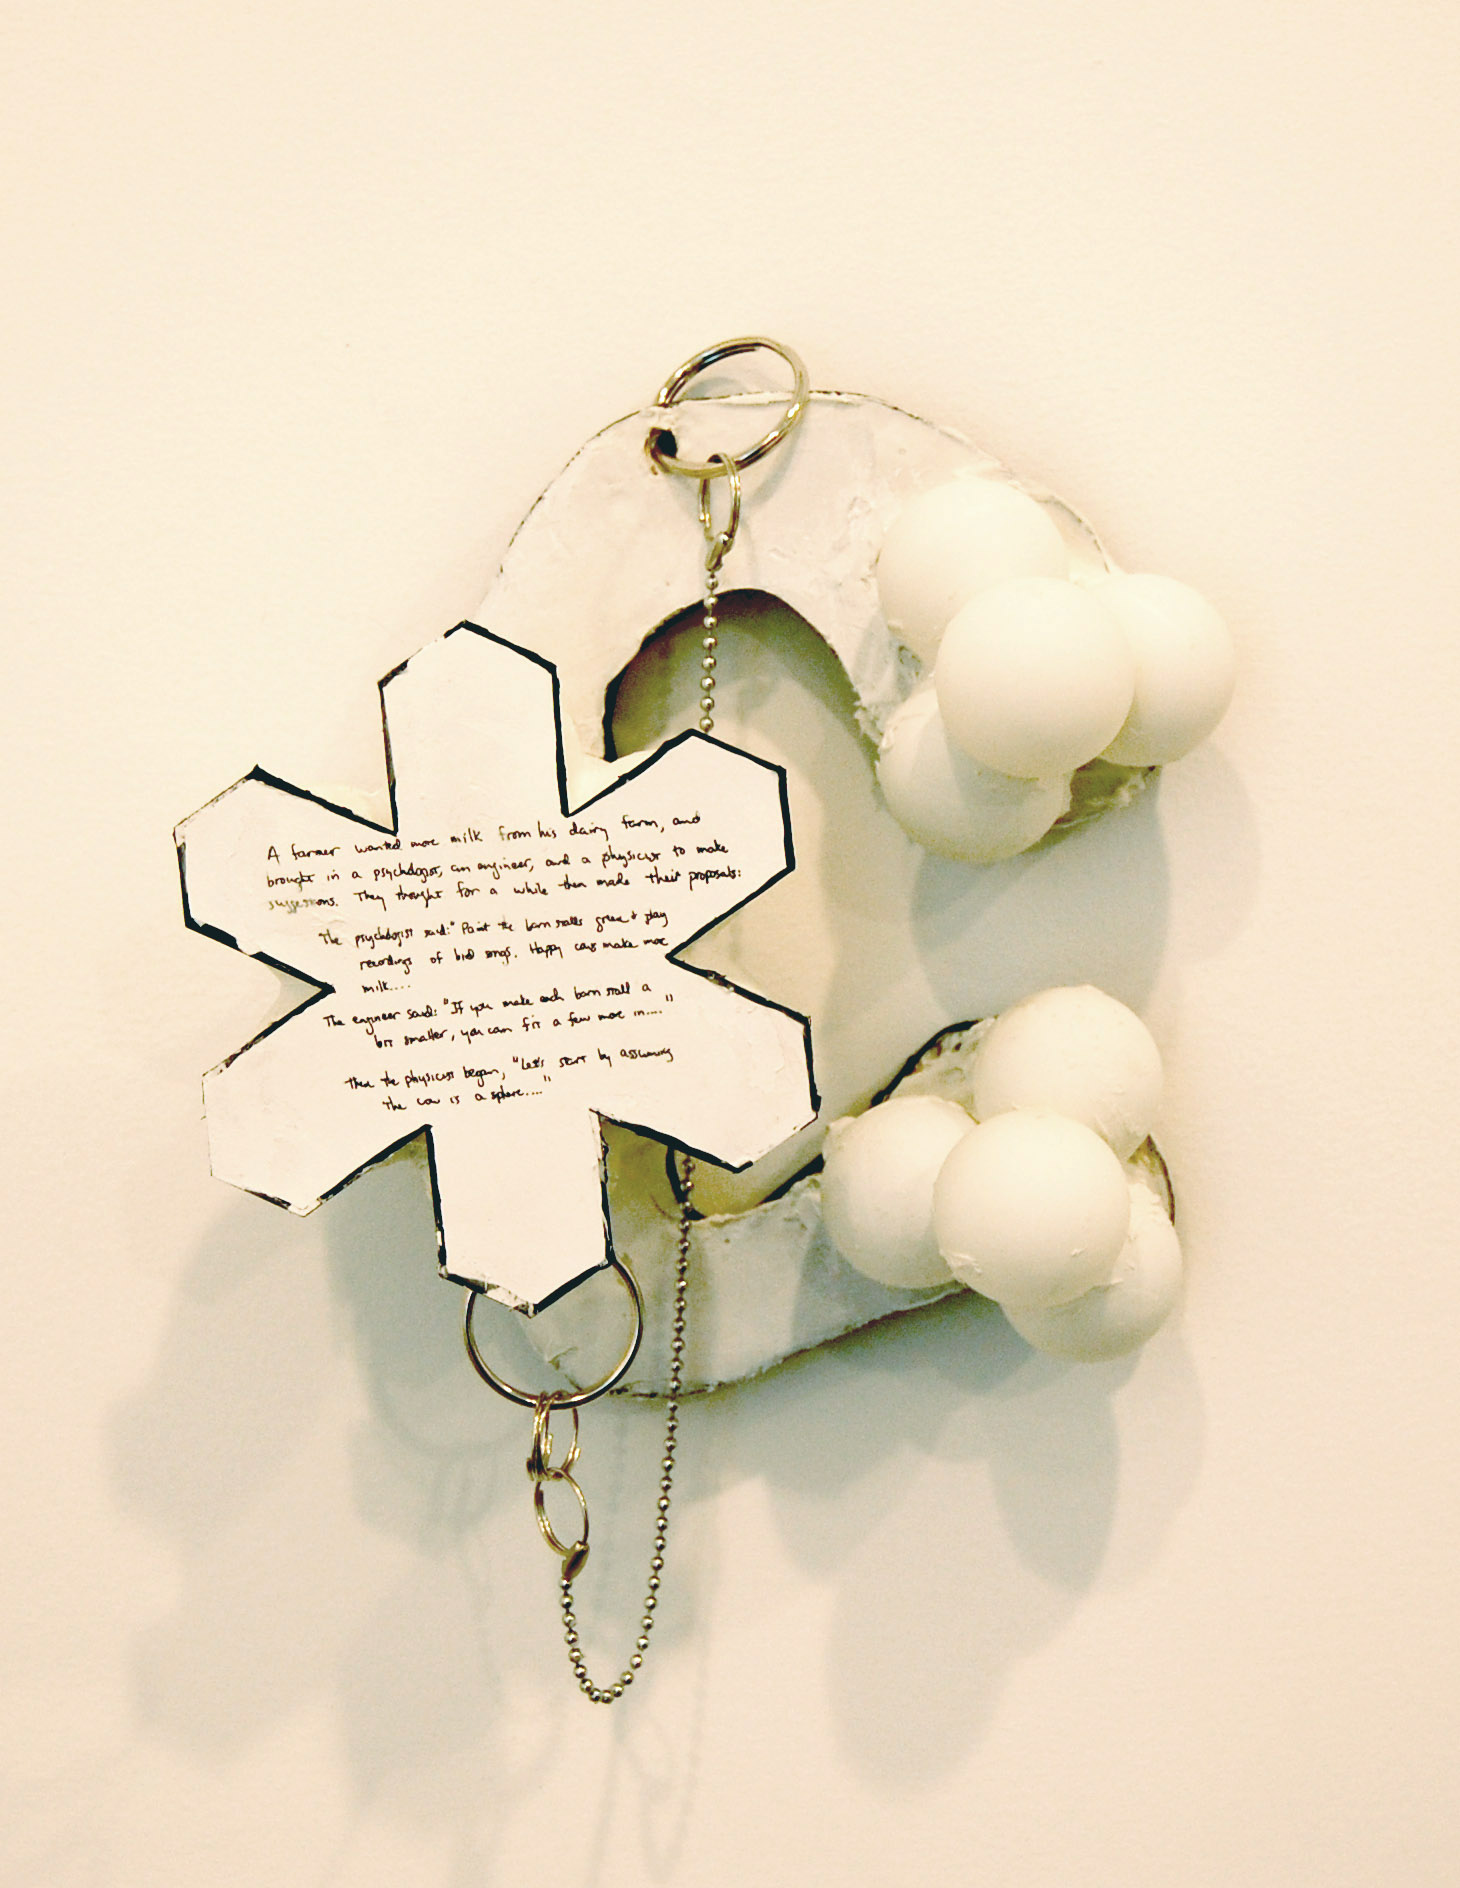 A farmer wanted more milk from his dairy farm, and
brought in a psychologist, an engineer, and a physicist to make
suggestions. They thought for a while then made their proposals:
The psychologist said: "Paint the barn stalls green & play
recordings of bird songs. Happy cows make more
milk....
The engineer said: "If you make each barn stall a
bit smaller, you can fit a few more in...."
Then the physicist began, "Let's start by assuming
the cow is a sphere...."